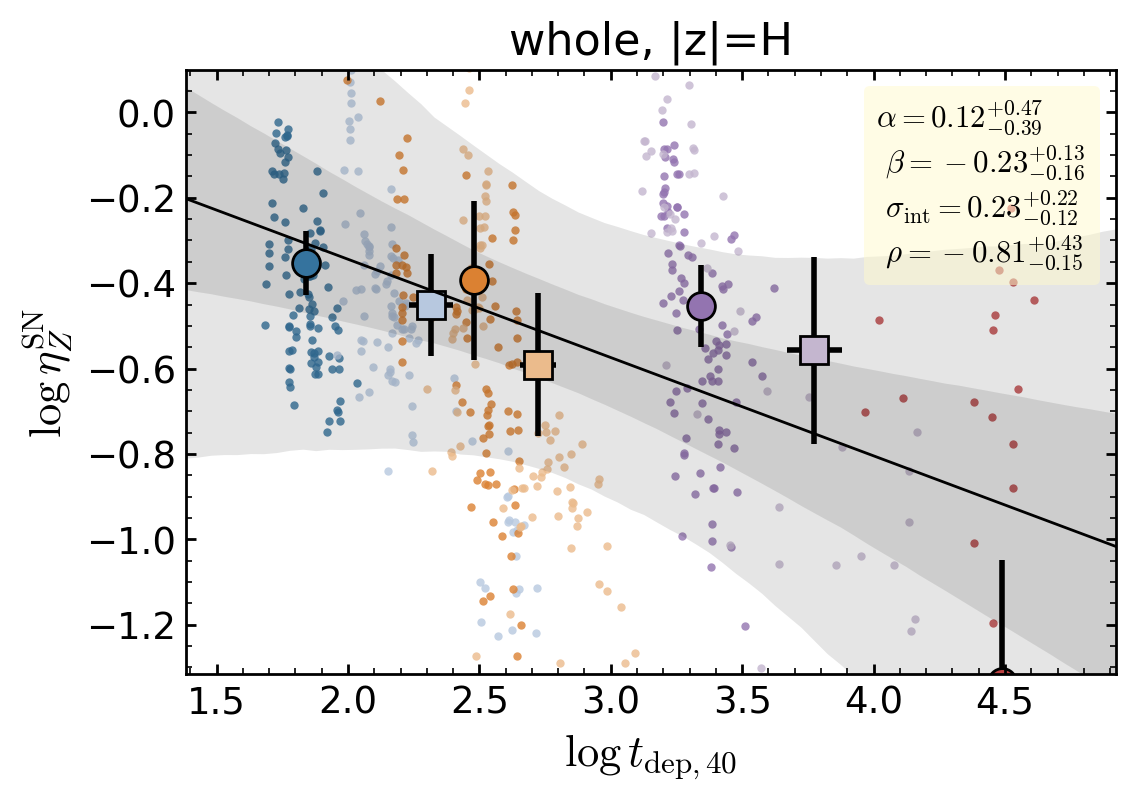 whole, |z|=H
α = 0.12^{+0.47}_{−0.39}
β = −0.23^{+0.13}_{−0.16}
σ_int = 0.23^{+0.22}_{−0.12}
ρ = −0.81^{+0.43}_{−0.15}
0.0
−0.2
−0.4
−0.6
−0.8
−1.0
−1.2
log η_Z^{SN}
1.5 2.0 2.5 3.0 3.5 4.0 4.5
log t_{dep, 40}